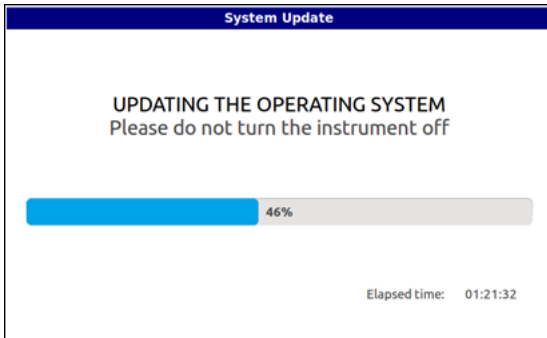 System Update
UPDATING THE OPERATING SYSTEM
Please do not turn the instrument off
46%
Elapsed time: 01:21:32